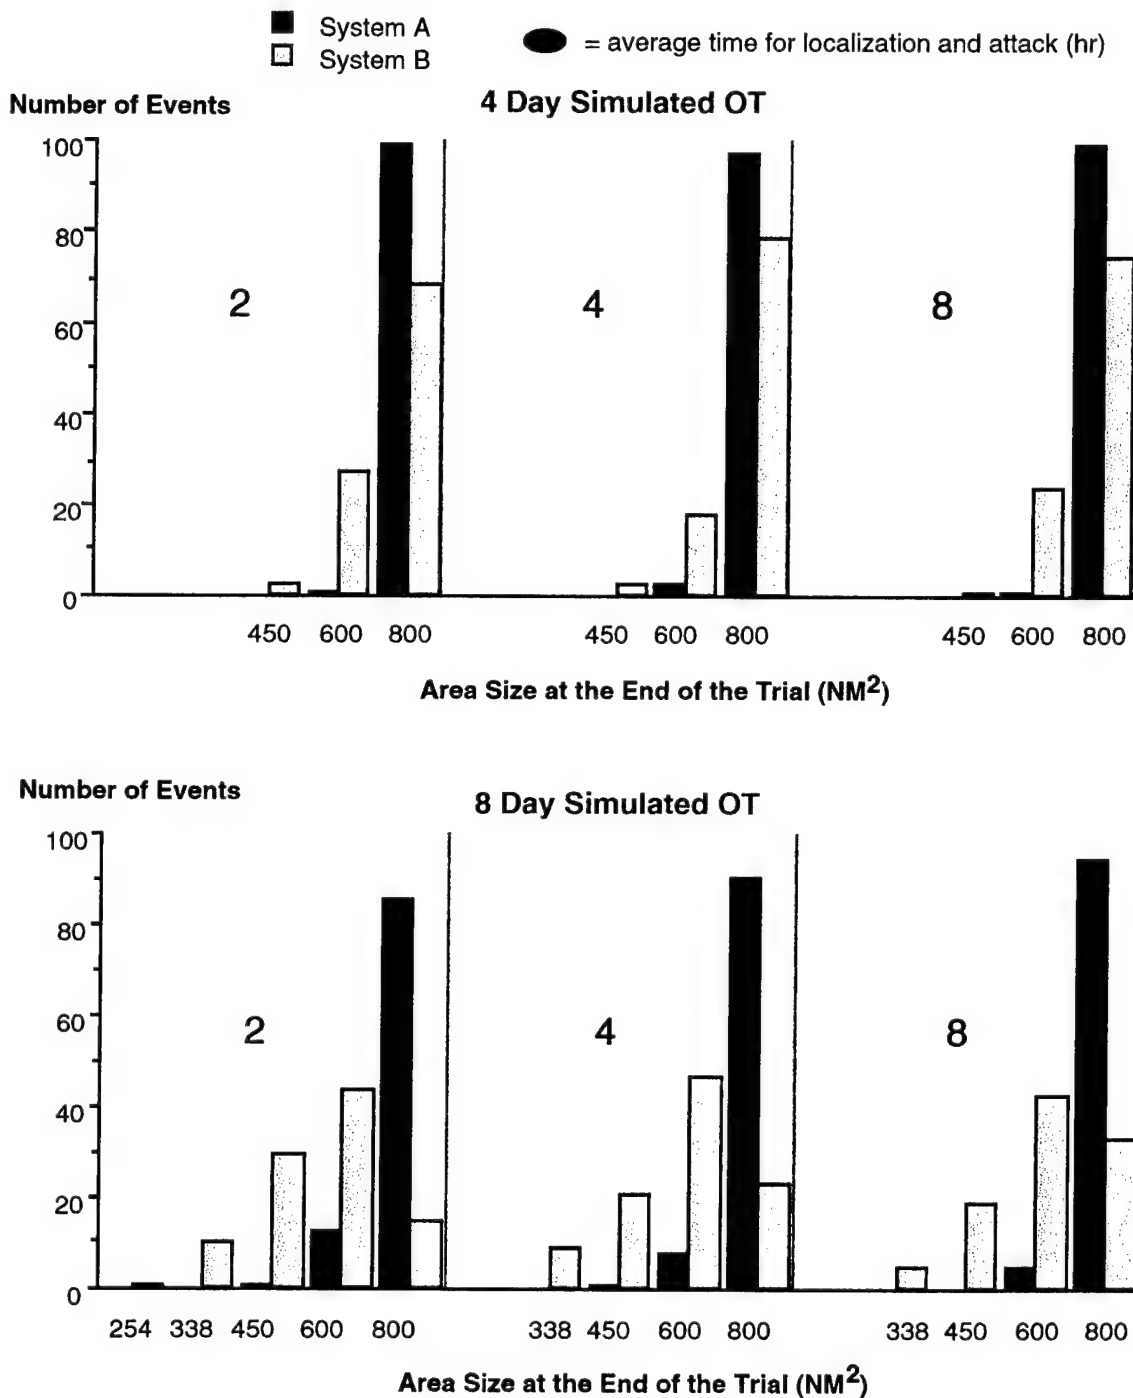 System A
System B
= average time for localization and attack (hr)
Number of Events
4 Day Simulated OT
100
80
60
40
20
0
2
4
8
450 600 800 450 600 800 450 600 800
Area Size at the End of the Trial (NM²)
Number of Events
8 Day Simulated OT
100
80
60
40
20
0
2
4
8
254 338 450 600 800 338 450 600 800 338 450 600 800
Area Size at the End of the Trial (NM²)